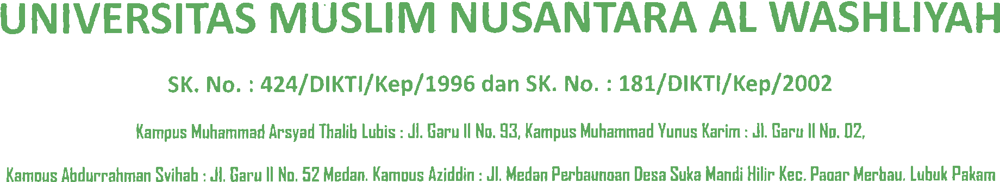 UNIVERSITAS MUSLIM NUSANTARA AL WASHLIYAH
SK. No. : 424/DIKTI/Kep/1996 dan SK. No. : 181/DIKTI/Kep/2002
Kampus Muhammad Arsyad Thalib Lubis : Jl. Garu II No. 93, Kampus Muhammad Yunus Karim : Jl. Garu II No. 02,
Kampus Abdurrahman Syihab : Jl. Garu II No. 52 Medan. Kampus Aziddin : Jl. Medan Perbaungan Desa Suka Mandi Hilir Kec. Pagar Merbau, Lubuk Pakam